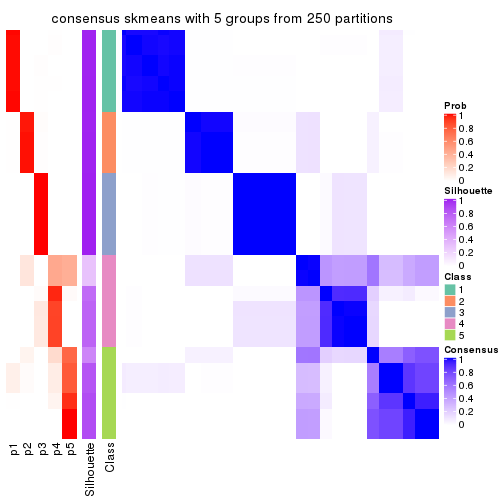 consensus skmeans with 5 groups from 250 partitions
Prob
1
0.8
0.6
0.4
0.2
0
Silhouette
1
0.8
0.6
0.4
0.2
0
Class
1
2
3
4
5
Consensus
1
0.8
0.6
0.4
0.2
0
p1
p2
p3
p4
p5
Silhouette
Class